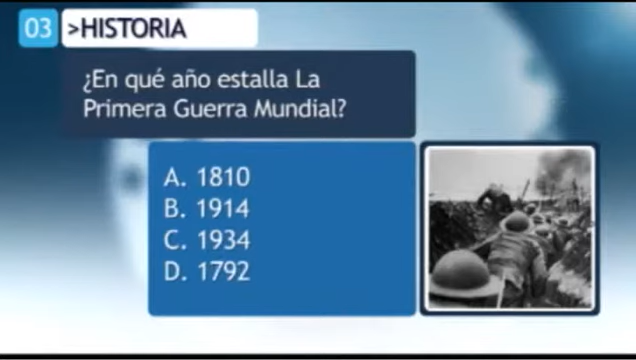 03 >HISTORIA
¿En qué año estalla La
Primera Guerra Mundial?
A. 1810
B. 1914
C. 1934
D. 1792